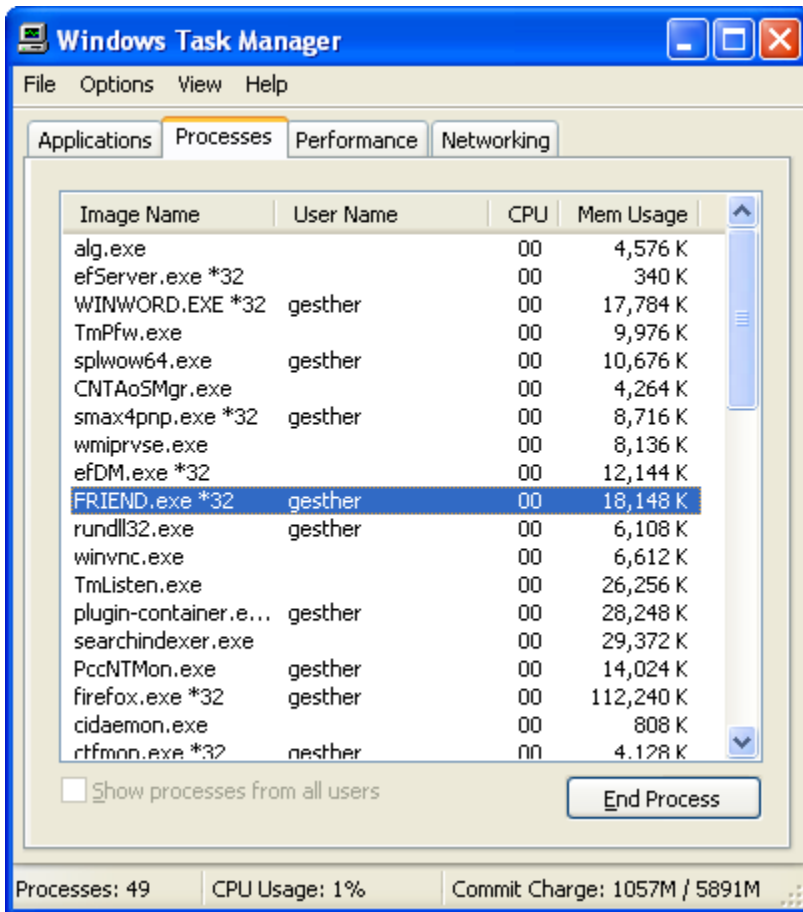 Windows Task Manager
File Options View Help
Applications Processes Performance Networking
Image Name User Name CPU Mem Usage
alg.exe 00 4,576 K
efServer.exe *32 00 340 K
WINWORD.EXE *32 gesther 00 17,784 K
TmPfw.exe 00 9,976 K
splwow64.exe gesther 00 10,676 K
CNTAoSMgr.exe 00 4,264 K
smax4pnp.exe *32 gesther 00 8,716 K
wmiprvse.exe 00 8,136 K
efDM.exe *32 00 12,144 K
FRIEND.exe *32 gesther 00 18,148 K
rundll32.exe gesther 00 6,108 K
winvnc.exe 00 6,612 K
TmListen.exe 00 26,256 K
plugin-container.e... gesther 00 28,248 K
searchindexer.exe 00 29,372 K
PccNTMon.exe gesther 00 14,024 K
firefox.exe *32 gesther 00 112,240 K
cidaemon.exe 00 808 K
ctfmon.exe *32 gesther 00 4,128 K
Show processes from all users
End Process
Processes: 49 CPU Usage: 1% Commit Charge: 1057M / 5891M